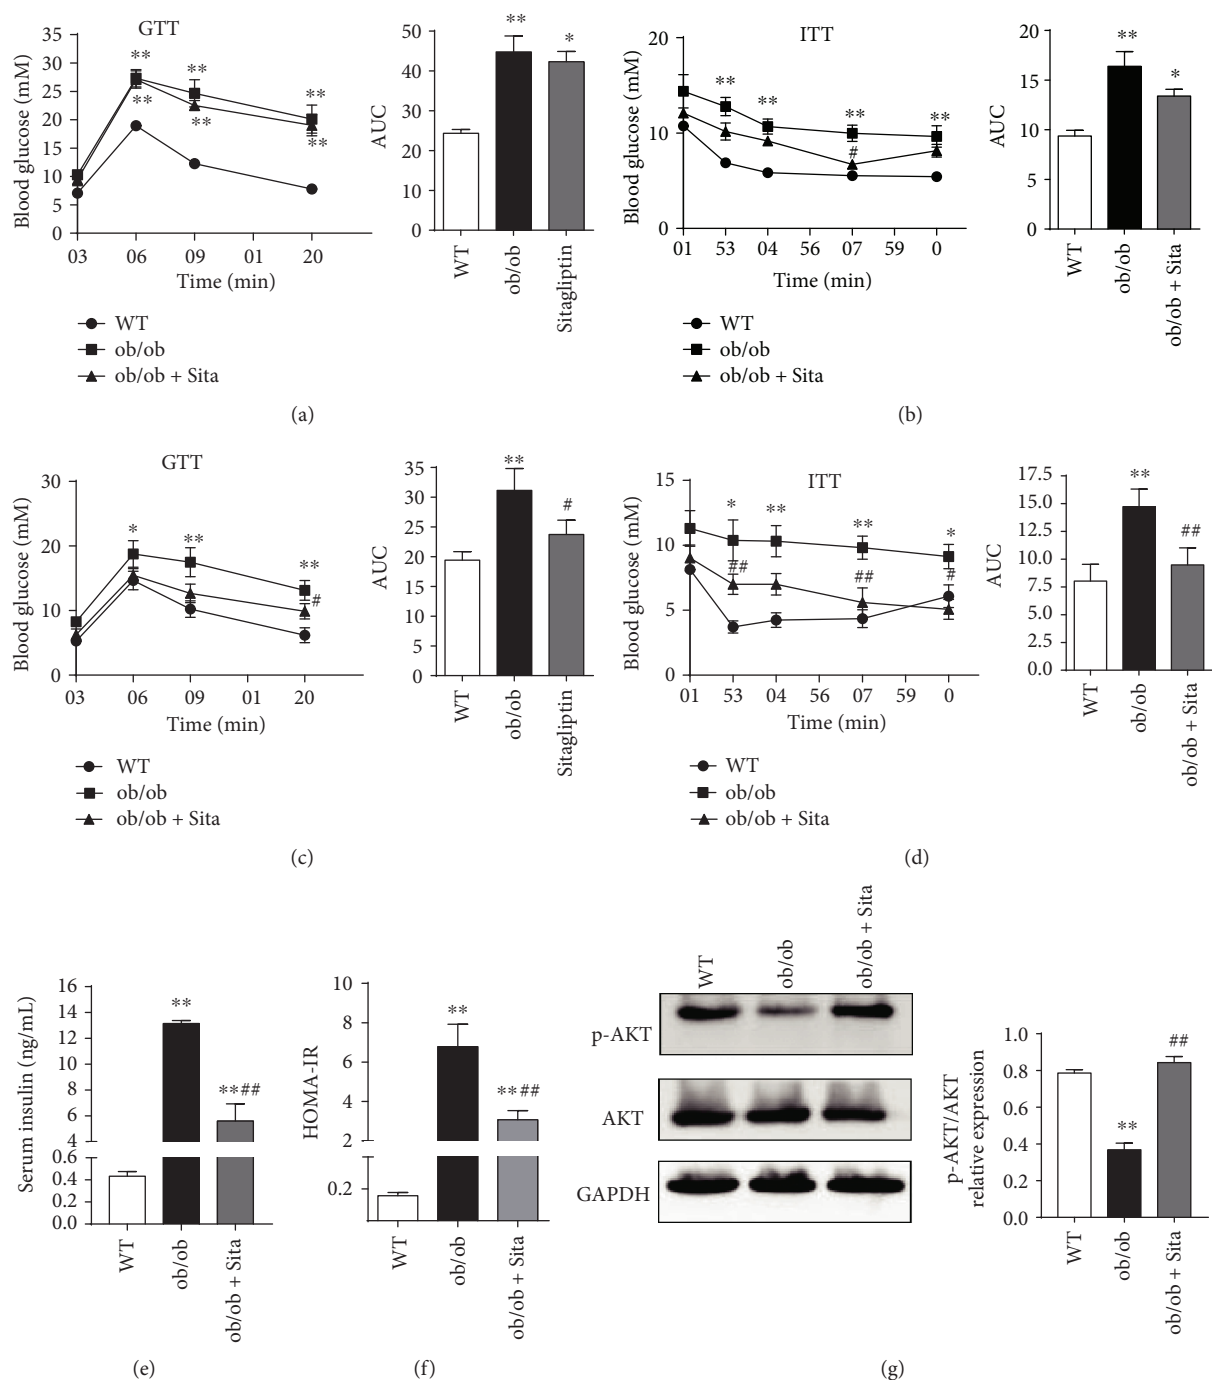 GTT
Blood glucose (mM)
35
30
25
20
15
10
5
0
** ** **
** ** **
03 06 09 01 20
Time (min)
WT
ob/ob
ob/ob + Sita
AUC
50
40
30
20
10
0
** *
WT
ob/ob
Sitagliptin
(a)
ITT
Blood glucose (mM)
20
10
0
** ** ** **
#
01 53 04 56 07 59 0
Time (min)
WT
ob/ob
ob/ob + Sita
AUC
20
15
10
5
0
** *
WT
ob/ob
ob/ob + Sita
(b)
GTT
Blood glucose (mM)
30
20
10
0
* ** **
#
03 06 09 01 20
Time (min)
WT
ob/ob
ob/ob + Sita
AUC
35
30
25
20
15
10
5
0
** #
WT
ob/ob
Sitagliptin
(c)
ITT
Blood glucose (mM)
15
10
5
0
* ** ** *
## ## #
01 53 04 56 07 59 0
Time (min)
WT
ob/ob
ob/ob + Sita
AUC
17.5
15.0
12.5
10.0
7.5
5.0
2.5
0.0
** ##
WT
ob/ob
ob/ob + Sita
(d)
Serum insulin (ng/mL)
16
14
12
10
8
6
4
0.6
0.4
0.2
0.0
**
**##
WT
ob/ob
ob/ob + Sita
(e)
HOMA-IR
10
8
6
4
2
0.2
**
**##
WT
ob/ob
ob/ob + Sita
(f)
WT
ob/ob
ob/ob + Sita
p-AKT
AKT
GAPDH
p-AKT/AKT
relative expression
1.0
0.8
0.6
0.4
0.2
0.0
** ##
WT
ob/ob
ob/ob + Sita
(g)